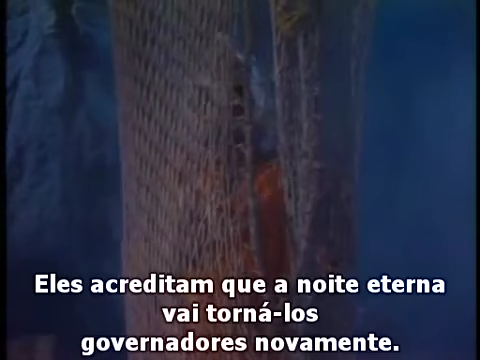 Eles acreditam que a noite eterna
vai torná-los
governadores novamente.